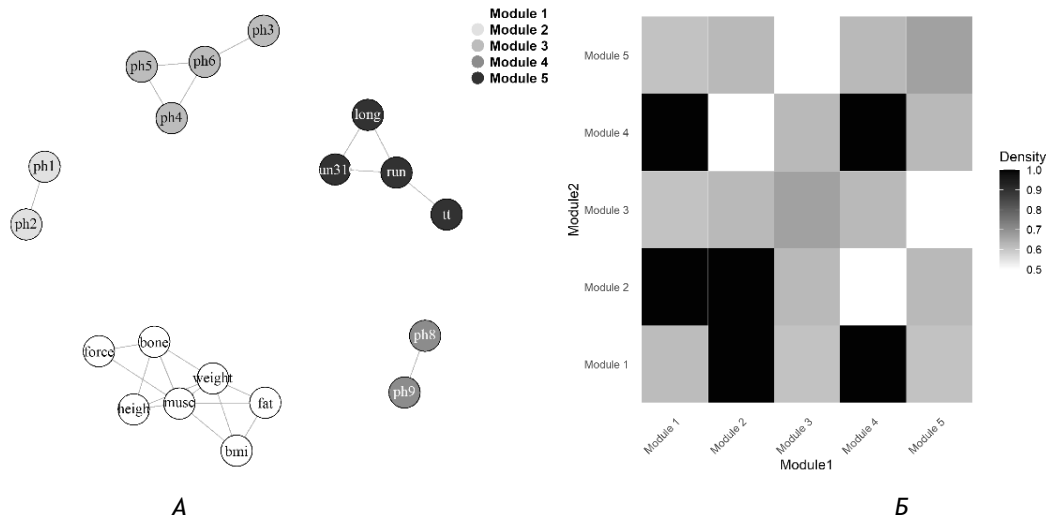 ph3
ph5
ph6
ph4
ph1
ph2
long
un31
run
tt
Module 1
Module 2
Module 3
Module 4
Module 5
force
bone
weight
heigh
musc
fat
bmi
ph8
ph9
А
Module 5
Module 4
Module 3
Module 2
Module 1
Module2
Module 1
Module 2
Module 3
Module 4
Module 5
Module1
Density
1.0
0.9
0.8
0.7
0.6
0.5
Б